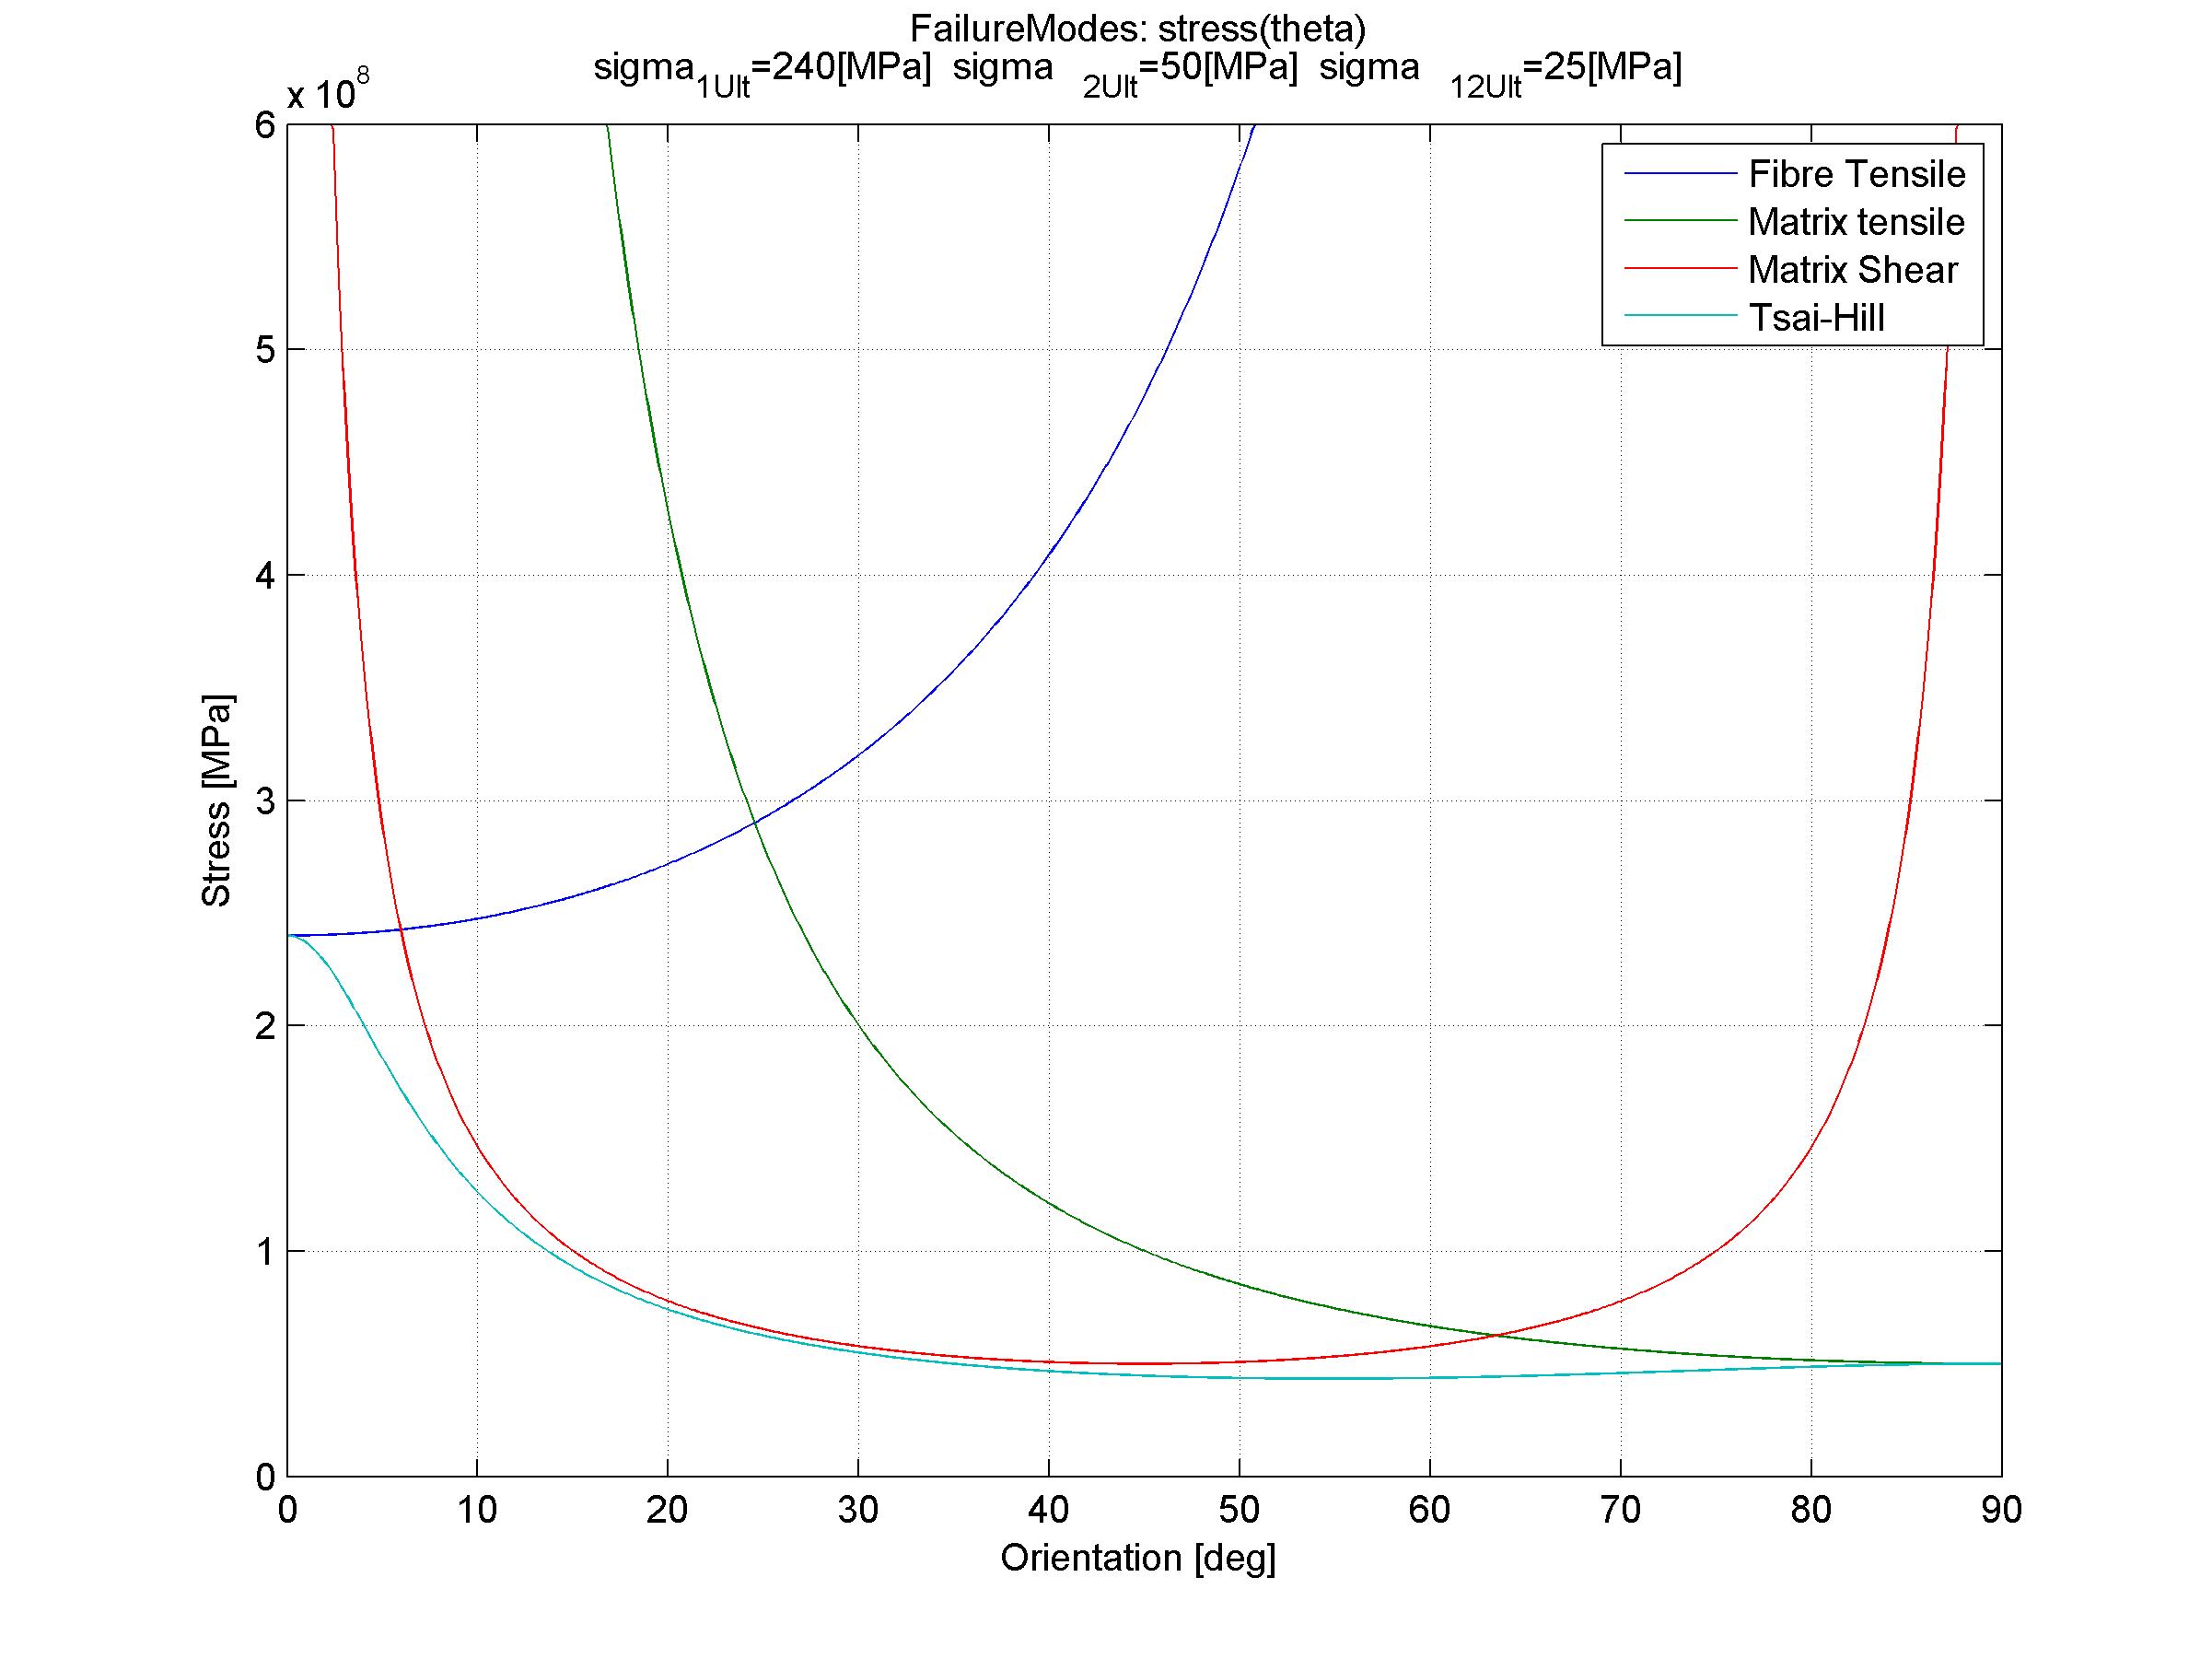 FailureModes: stress(theta)
sigma1Ult=240[MPa] sigma 2Ult=50[MPa] sigma 12Ult=25[MPa]
x 10^8
6
5
4
3
2
1
0
Stress [MPa]
Fibre Tensile
Matrix tensile
Matrix Shear
Tsai-Hill
0 10 20 30 40 50 60 70 80 90
Orientation [deg]